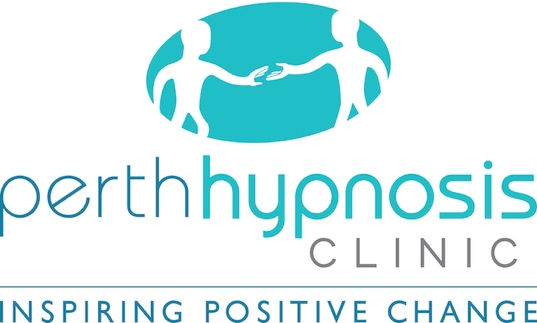 perthhypnosis
CLINIC
INSPIRING POSITIVE CHANGE